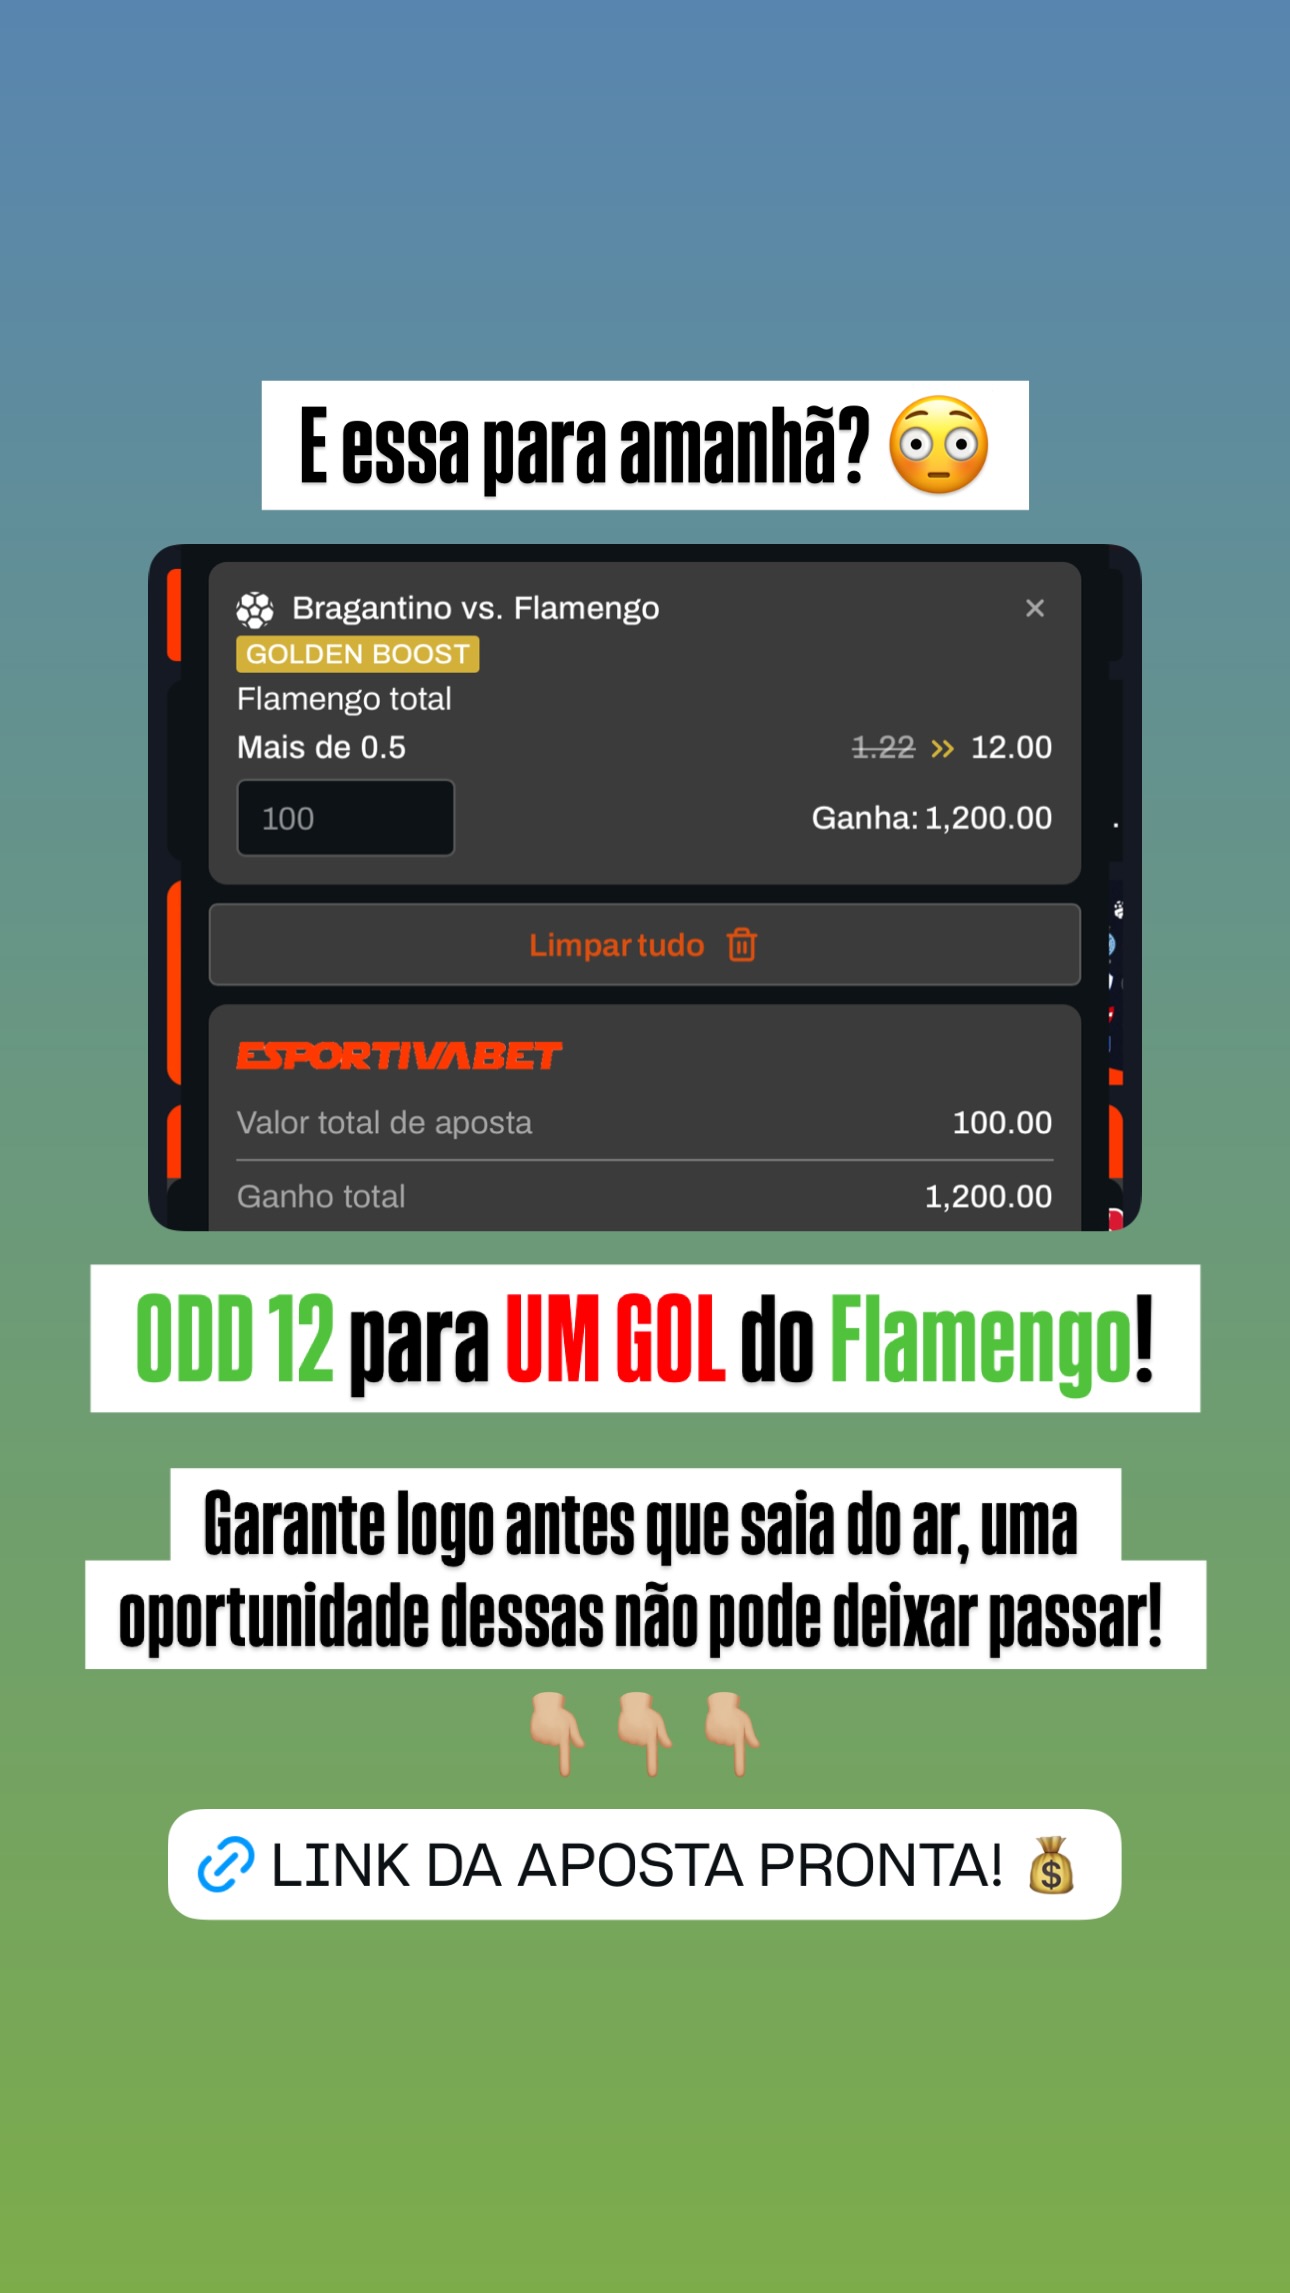 E essa para amanhã? 😳
Bragantino vs. Flamengo
GOLDEN BOOST
Flamengo total
Mais de 0.5 1.22 » 12.00
100 Ganha: 1,200.00
Limpar tudo
ESPORTIVABET
Valor total de aposta 100.00
Ganho total 1,200.00
ODD 12 para UM GOL do Flamengo!
Garante logo antes que saia do ar, uma
oportunidade dessas não pode deixar passar!
👇🏼👇🏼👇🏼
LINK DA APOSTA PRONTA! 💰